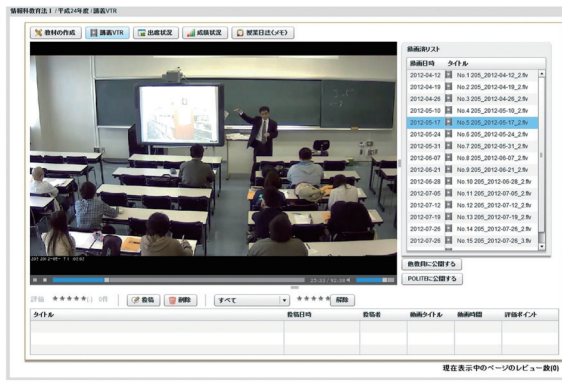 情報科教育法Ⅰ/平成24年度/講義VTR
教材の作成 講義VTR 出席状況 成績状況 授業日誌(メモ)
動画済リスト
動画日時 タイトル
2012-04-12 No.1 205_2012-04-12_2.flv
2012-04-19 No.2 205_2012-04-19_2.flv
2012-04-26 No.3 205_2012-04-26_2.flv
2012-05-10 No.4 205_2012-05-10_2.flv
2012-05-17 No.5 205_2012-05-17_2.flv
2012-05-24 No.6 205_2012-05-24_2.flv
2012-05-31 No.7 205_2012-05-31_2.flv
2012-06-07 No.8 205_2012-06-07_2.flv
2012-06-21 No.9 205_2012-06-21_2.flv
2012-06-28 No.10 205_2012-06-28_2.flv
2012-07-05 No.11 205_2012-07-05_2.flv
2012-07-12 No.12 205_2012-07-12_2.flv
2012-07-19 No.13 205_2012-07-19_2.flv
2012-07-26 No.14 205_2012-07-26_2.flv
2012-07-26 No.15 205_2012-07-26_3.flv
他教員に公開する
POLITEに公開する
評価 ★★★★★() 0件 投稿 削除 すべて ★★★★★ 解除
タイトル 投稿日時 投稿者 動画タイトル 動画時間 評価ポイント
現在表示中のページのレビュー数(0)